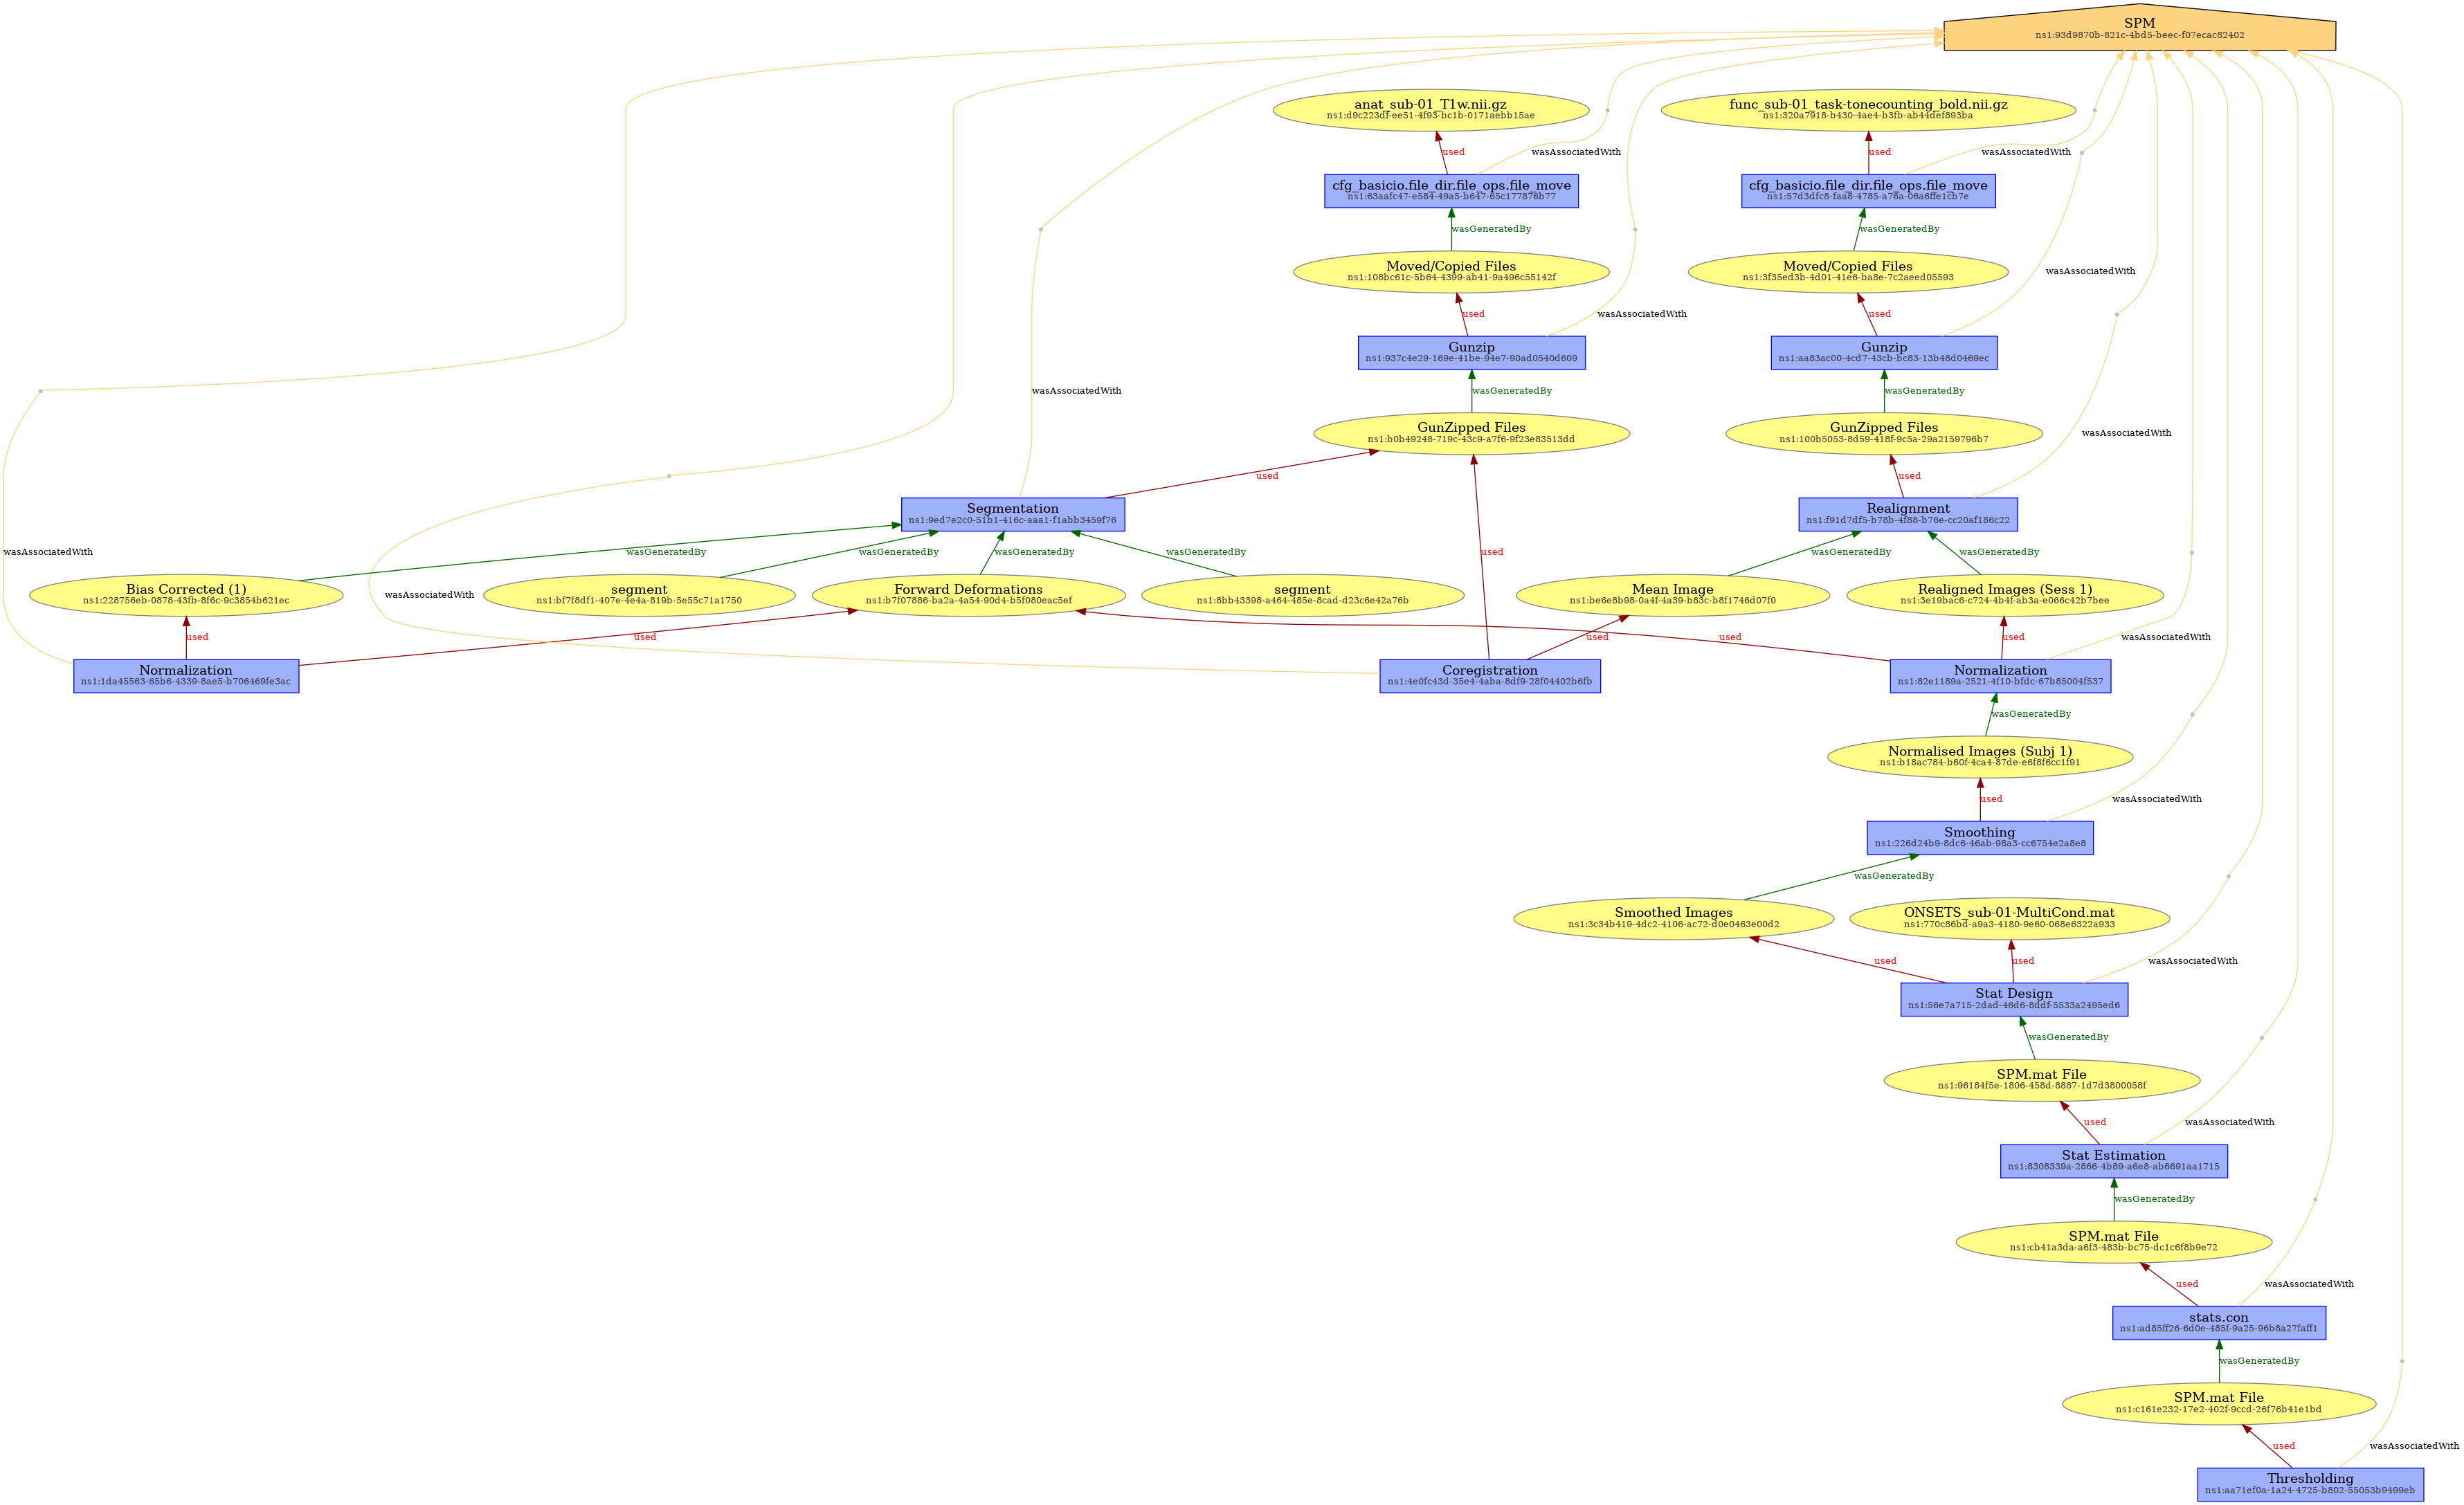 SPM
ns1:93d9870b-821c-4bd5-beec-f07ecac82402
anat_sub-01_T1w.nii.gz
ns1:d9c223df-ee51-4f93-bc1b-0171aebb15ae
func_sub-01_task-tonecounting_bold.nii.gz
ns1:320a7918-b430-4ae4-b3fb-ab44def893ba
used
wasAssociatedWith
used
wasAssociatedWith
cfg_basicio.file_dir.file_ops.file_move
ns1:63aafc47-e584-49a5-b647-65c177876b77
cfg_basicio.file_dir.file_ops.file_move
ns1:57d3dfc8-faa8-4785-a76a-06a6ffe1cb7e
wasGeneratedBy
wasGeneratedBy
Moved/Copied Files
ns1:108bc61c-5b64-4399-ab41-9a496c55142f
Moved/Copied Files
ns1:3f35ed3b-4d01-41e6-ba8e-7c2aeed05593
wasAssociatedWith
used
wasAssociatedWith
used
Gunzip
ns1:937c4e29-169e-41be-94e7-90ad0540d609
Gunzip
ns1:aa83ac00-4cd7-43cb-bc83-13b48d0469ec
wasAssociatedWith
wasGeneratedBy
wasGeneratedBy
GunZipped Files
ns1:b0b49248-719c-43c9-a7f6-9f23e83513dd
GunZipped Files
ns1:100b5053-8d59-418f-9c5a-29a2159796b7
wasAssociatedWith
used
used
Segmentation
ns1:9ed7e2c0-51b1-416c-aaa1-f1abb3459f76
Realignment
ns1:f91d7df5-b78b-4f88-b76e-cc20af186c22
wasAssociatedWith
wasGeneratedBy
wasGeneratedBy
wasGeneratedBy
wasGeneratedBy
used
wasGeneratedBy
wasGeneratedBy
Bias Corrected (1)
ns1:228756eb-0878-43fb-8f6c-9c3854b621ec
segment
ns1:bf7f8df1-407e-4e4a-819b-5e55c71a1750
Forward Deformations
ns1:b7f07886-ba2a-4a54-90d4-b5f080eac5ef
segment
ns1:8bb43398-a464-485e-8cad-d23c6e42a76b
Mean Image
ns1:be6e8b98-0a4f-4a39-b83c-b8f1746d07f0
Realigned Images (Sess 1)
ns1:3e19bac6-c724-4b4f-ab3a-e066c42b7bee
wasAssociatedWith
used
used
used
used
used
wasAssociatedWith
Normalization
ns1:1da45563-65b6-4339-8ae5-b706469fe3ac
Coregistration
ns1:4e0fc43d-35e4-4aba-8df9-28f04402b6fb
Normalization
ns1:82e1189a-2521-4f10-bfdc-67b85004f537
wasGeneratedBy
Normalised Images (Subj 1)
ns1:b18ac784-b60f-4ca4-87de-e6f8f6cc1f91
used
wasAssociatedWith
Smoothing
ns1:226d24b9-8dc6-46ab-98a3-cc6754e2a8e8
wasGeneratedBy
Smoothed Images
ns1:3c34b419-4dc2-4106-ac72-d0e0463e00d2
ONSETS_sub-01-MultiCond.mat
ns1:770c86bd-a9a3-4180-9e60-068e6322a933
used
used
wasAssociatedWith
Stat Design
ns1:56e7a715-2dad-46d6-8ddf-5533a2495ed6
wasGeneratedBy
SPM.mat File
ns1:96184f5e-1806-458d-8887-1d7d3800058f
used
wasAssociatedWith
Stat Estimation
ns1:8308339a-2866-4b89-a6e8-ab6691aa1715
wasGeneratedBy
SPM.mat File
ns1:cb41a3da-a6f3-483b-bc75-dc1c6f8b9e72
used
wasAssociatedWith
stats.con
ns1:ad85ff26-6d0e-485f-9a25-96b8a27faff1
wasGeneratedBy
SPM.mat File
ns1:c161e232-17e2-402f-9ccd-26f76b41e1bd
used
wasAssociatedWith
Thresholding
ns1:aa71ef0a-1a24-4725-b802-55053b9499eb